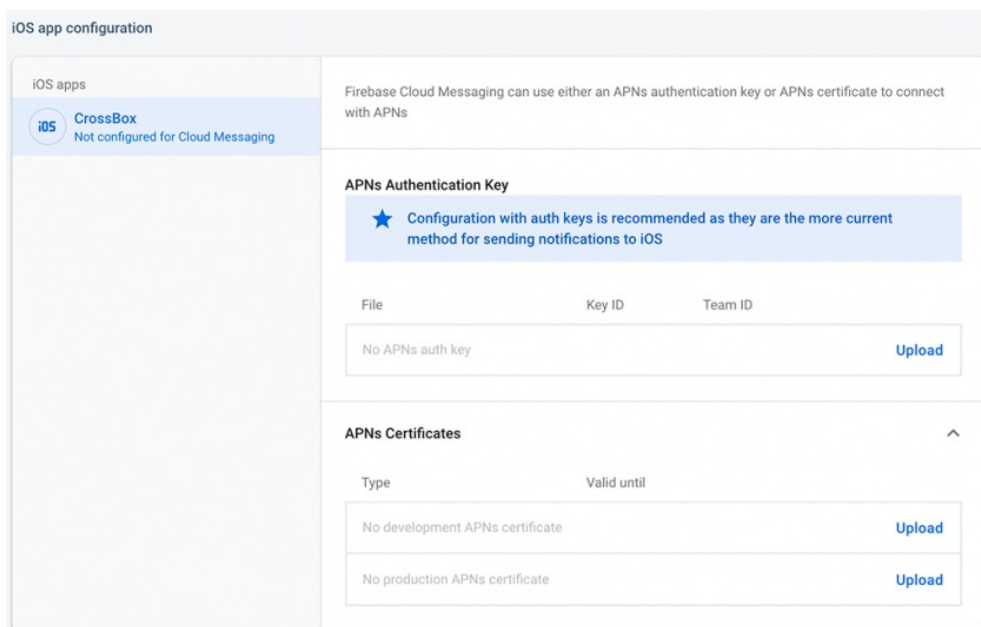 iOS app configuration
iOS apps
iOS
CrossBox
Not configured for Cloud Messaging
Firebase Cloud Messaging can use either an APNs authentication key or APNs certificate to connect
with APNs
APNs Authentication Key
Configuration with auth keys is recommended as they are the more current
method for sending notifications to iOS
File Key ID Team ID
No APNs auth key Upload
APNs Certificates
Type Valid until
No development APNs certificate Upload
No production APNs certificate Upload